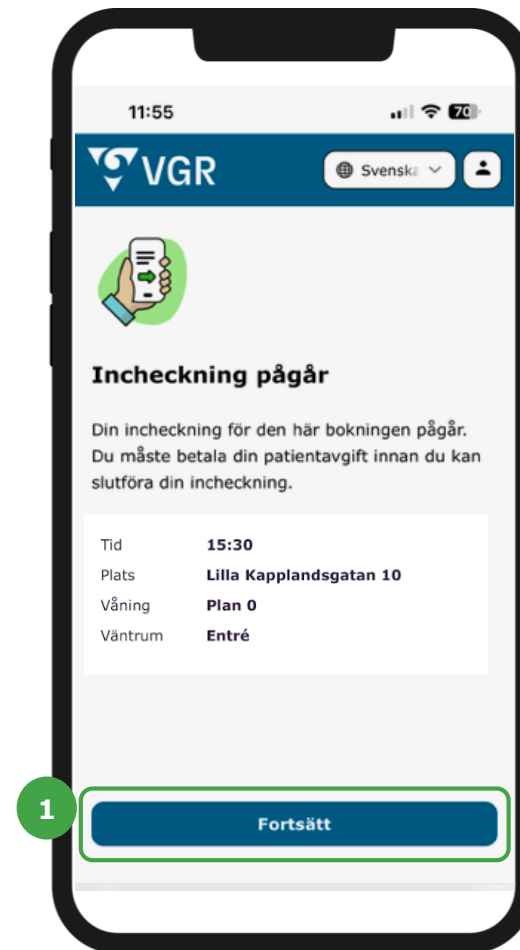 11:55
70
VGR
Svenska
Incheckning pågår
Din incheckning för den här bokningen pågår.
Du måste betala din patientavgift innan du kan
slutföra din incheckning.
Tid 15:30
Plats Lilla Kapplandsgatan 10
Våning Plan 0
Väntrum Entré
1
Fortsätt